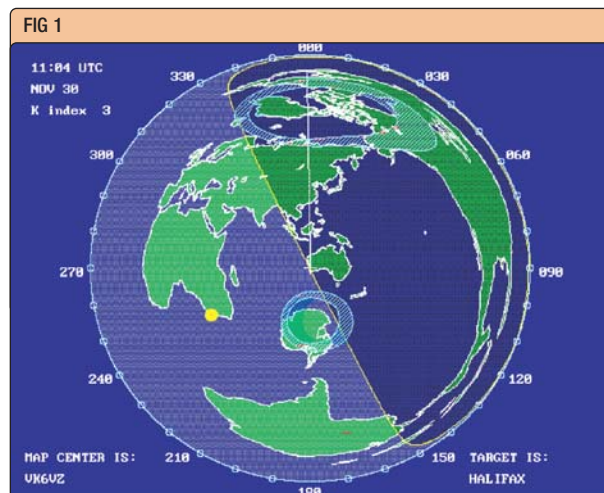 FIG 1
11:04 UTC
NOV 30
K index 3
000
030
060
090
120
150
180
210
240
270
300
330
MAP CENTER IS:
VK6VZ
TARGET IS:
HALIFAX